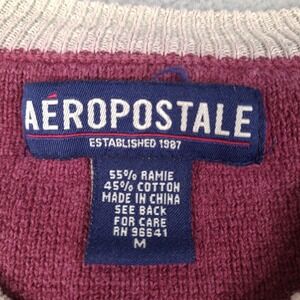 AÉROPOSTALE
ESTABLISHED 1987
55% RAMIE
45% COTTON
MADE IN CHINA
SEE BACK
FOR CARE
RN 96641
M